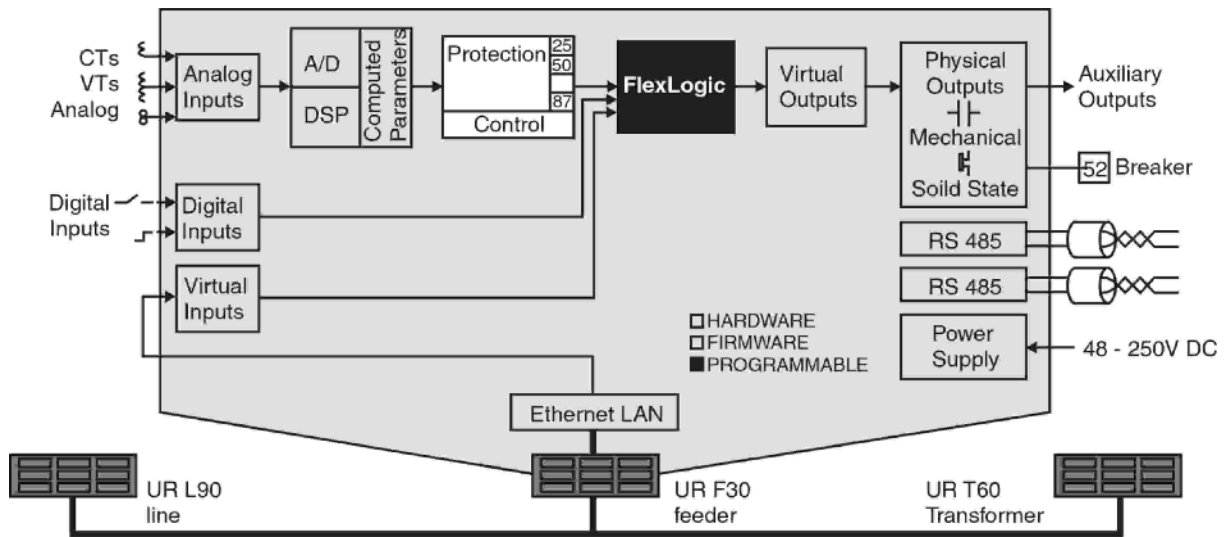 CTs
VTs
Analog
Analog
Inputs
A/D
DSP
Computed
Parameters
Protection
25
50
87
Control
FlexLogic
Virtual
Outputs
Physical
Outputs
Mechanical
Soild State
Auxiliary
Outputs
52 Breaker
Digital
Inputs
Digital
Inputs
Virtual
Inputs
RS 485
RS 485
HARDWARE
FIRMWARE
PROGRAMMABLE
Power
Supply
48 - 250V DC
Ethernet LAN
UR L90
line
UR F30
feeder
UR T60
Transformer